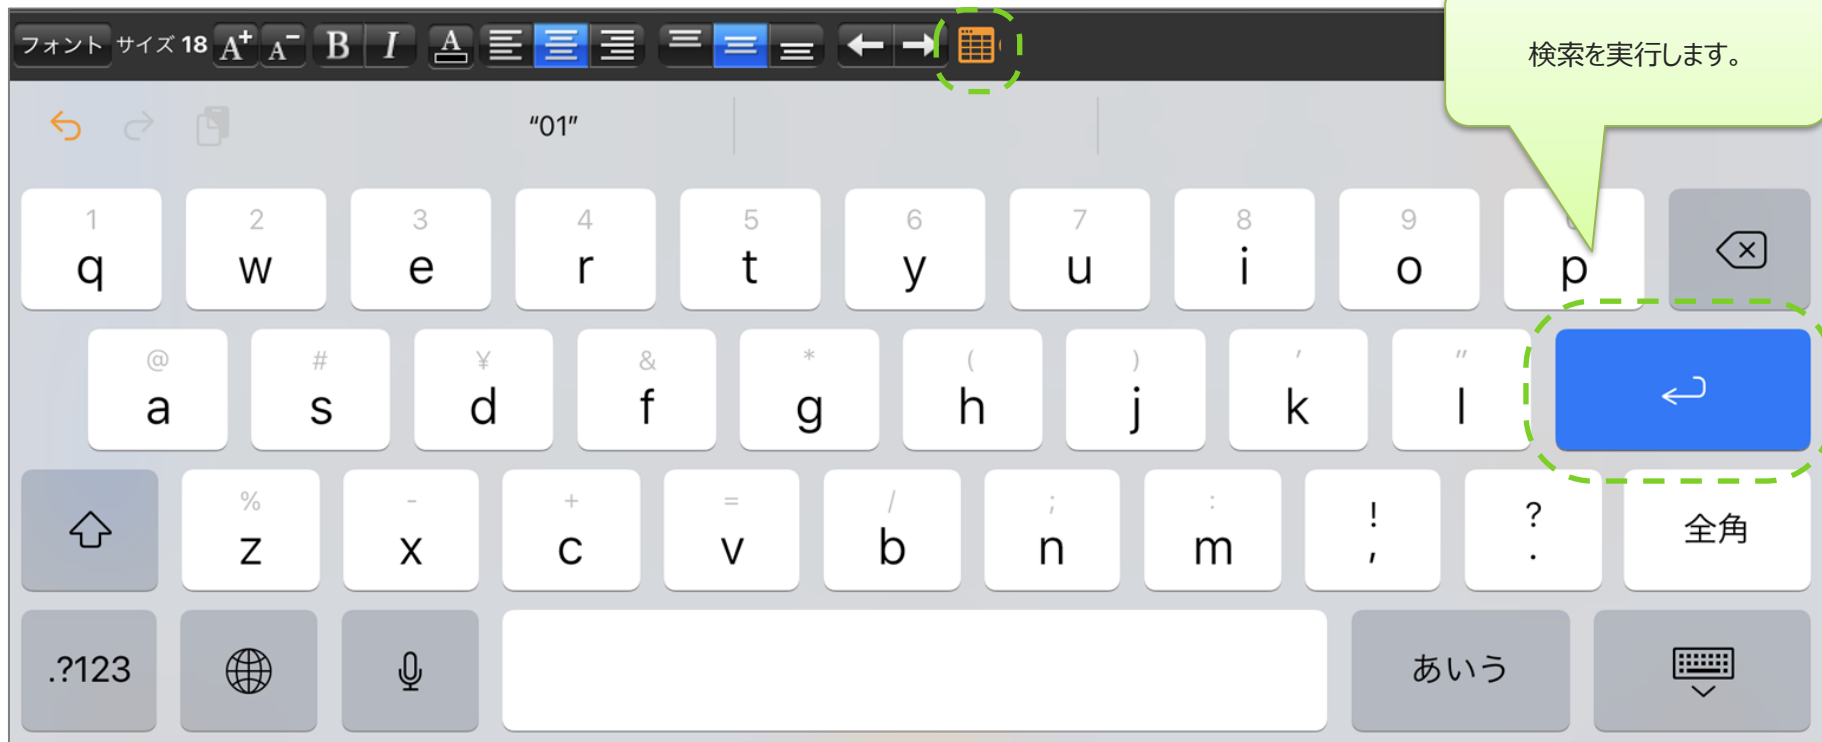 フォント サイズ 18 A+ A− B I A
検索を実行します。
“01”
1 2 3 4 5 6 7 8 9
q w e r t y u i o p
@ # ¥ & * ( ) ' "
a s d f g h j k l
% - + = / ; : ! ?
z x c v b n m , . 全角
.?123 あいう